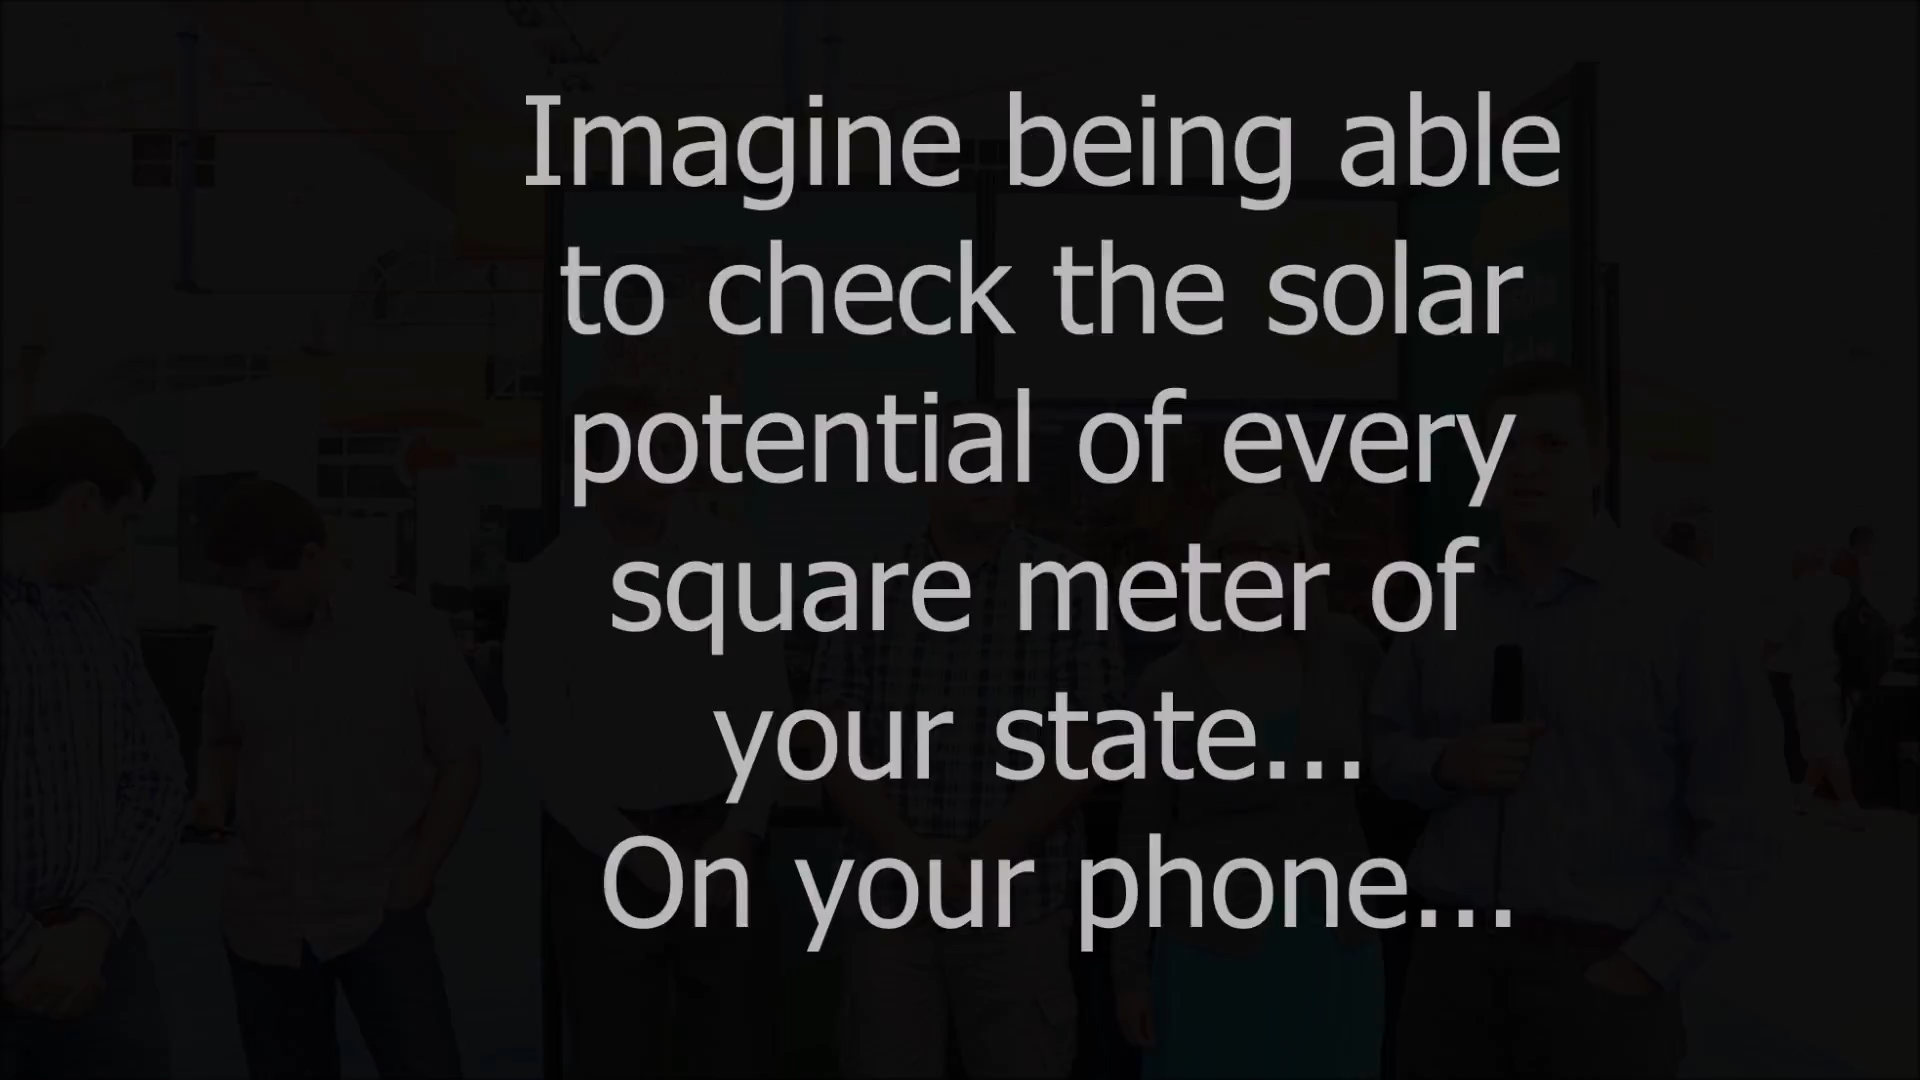 Imagine being able
to check the solar
potential of every
square meter of
your state...
On your phone...